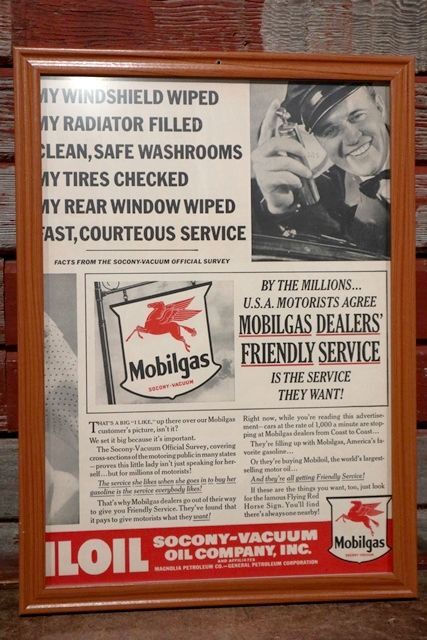 MY WINDSHIELD WIPED
MY RADIATOR FILLED
CLEAN, SAFE WASHROOMS
MY TIRES CHECKED
MY REAR WINDOW WIPED
FAST, COURTEOUS SERVICE
FACTS FROM THE SOCONY-VACUUM OFFICIAL SURVEY
Mobilgas
SOCONY-VACUUM
BY THE MILLIONS...
U.S.A. MOTORISTS AGREE
MOBILGAS DEALERS'
FRIENDLY SERVICE
IS THE SERVICE
THEY WANT!
THAT'S A BIG "I LIKE," up there over our Mobilgas
customer's picture, isn't it?
We set it big because it's important.
The Socony-Vacuum Official Survey, covering
cross-sections of the motoring public in many states
—proves this little lady isn't just speaking for her-
self...but for millions of motorists!
The service she likes when she goes in to buy her
gasoline is the service everybody likes!
That's why Mobilgas dealers go out of their way
to give you Friendly Service. They've found that
it pays to give motorists what they want!
Right now, while you're reading this advertise-
ment—cars at the rate of 1,000 a minute are stop-
ping at Mobilgas dealers from Coast to Coast...
They're filling up with Mobilgas, America's fa-
vorite gasoline...
Or they're buying Mobiloil, the world's largest-
selling motor oil...
And they're all getting Friendly Service!
If these are the things you want, too, just look
for the famous Flying Red
Horse Sign. You'll find
there's always one nearby!
ILOIL
SOCONY-VACUUM
OIL COMPANY, INC.
AND AFFILIATES
MAGNOLIA PETROLEUM CO.—GENERAL PETROLEUM CORPORATION
Mobilgas
SOCONY-VACUUM